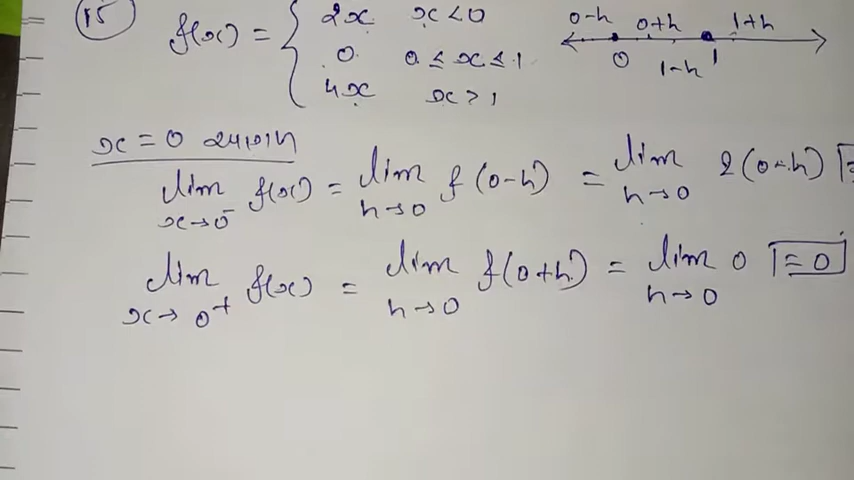 15
f(x) = { 2x x < 0
0 0 ≤ x ≤ 1
4x x > 1
0-h 0+h 1+h
0 1-h 1
x = 0
lim x→0⁻ f(x) = lim h→0 f(0-h) = lim h→0 2(0-h)
lim x→0⁺ f(x) = lim h→0 f(0+h) = lim h→0 0 = 0